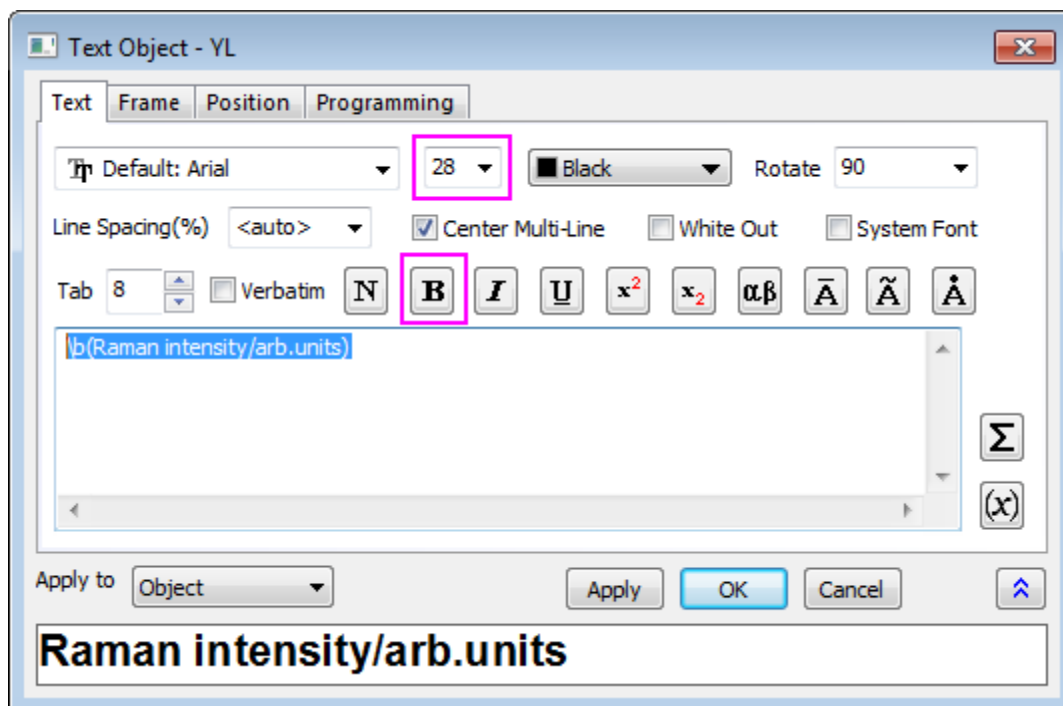 Text Object - YL
Text Frame Position Programming
Default: Arial 28 Black Rotate 90
Line Spacing(%) <auto> Center Multi-Line White Out System Font
Tab 8 Verbatim N B I U x² x₂ αβ Ā Ã Å
\b(Raman intensity/arb.units)
Σ
(x)
Apply to Object Apply OK Cancel
Raman intensity/arb.units